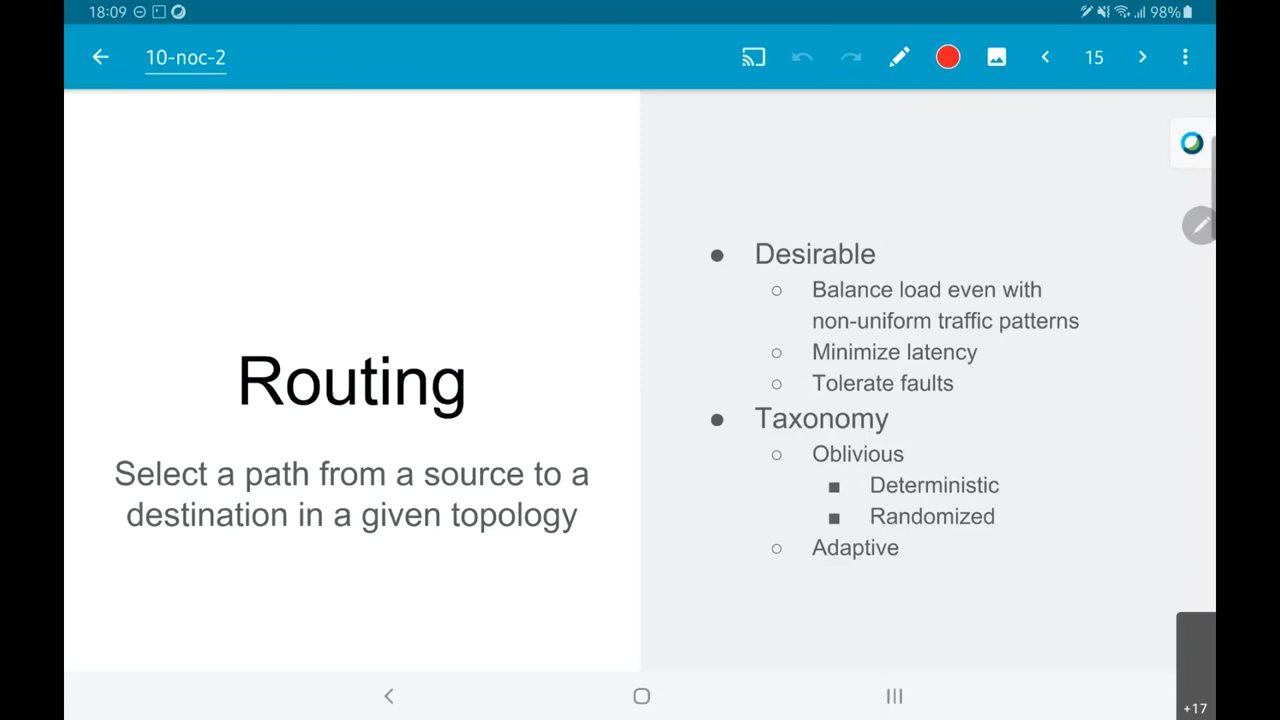 18:09
98%
10-noc-2
15
Routing
Select a path from a source to a
destination in a given topology
● Desirable
○ Balance load even with
non-uniform traffic patterns
○ Minimize latency
○ Tolerate faults
● Taxonomy
○ Oblivious
■ Deterministic
■ Randomized
○ Adaptive
+17